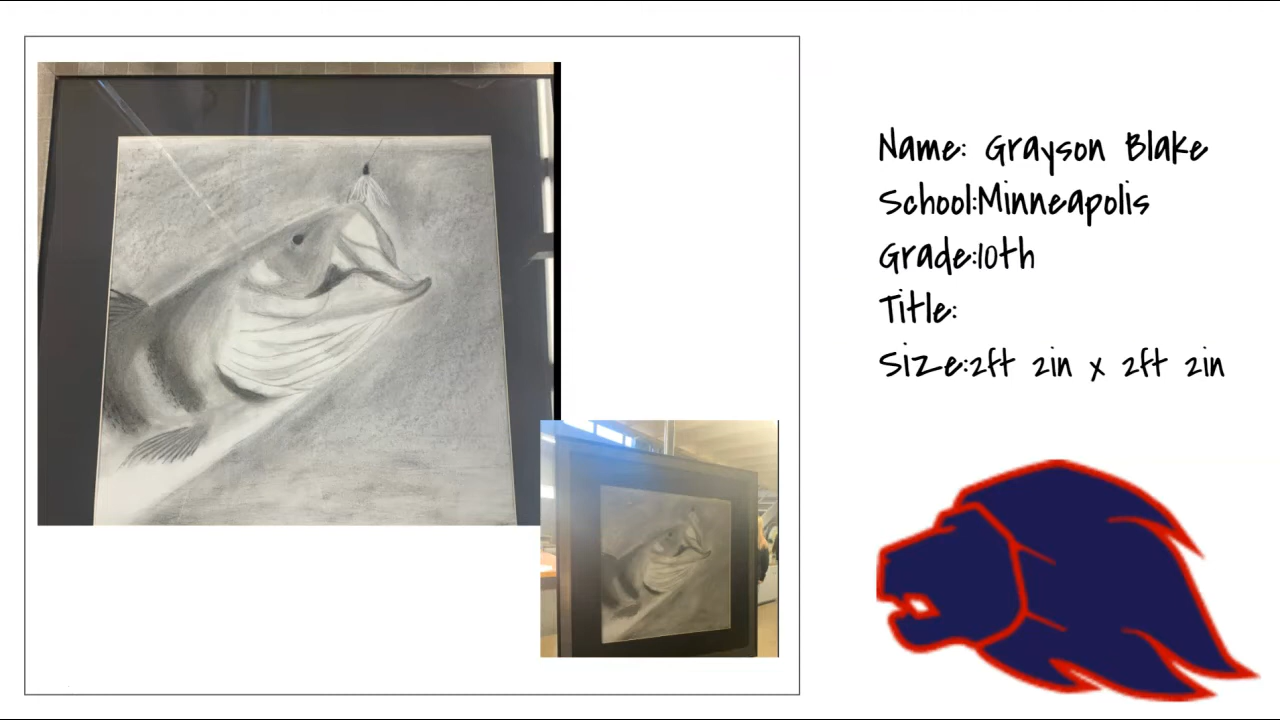 Name: Grayson Blake
School:Minneapolis
Grade:10th
Title:
Size:2ft 2in x 2ft 2in